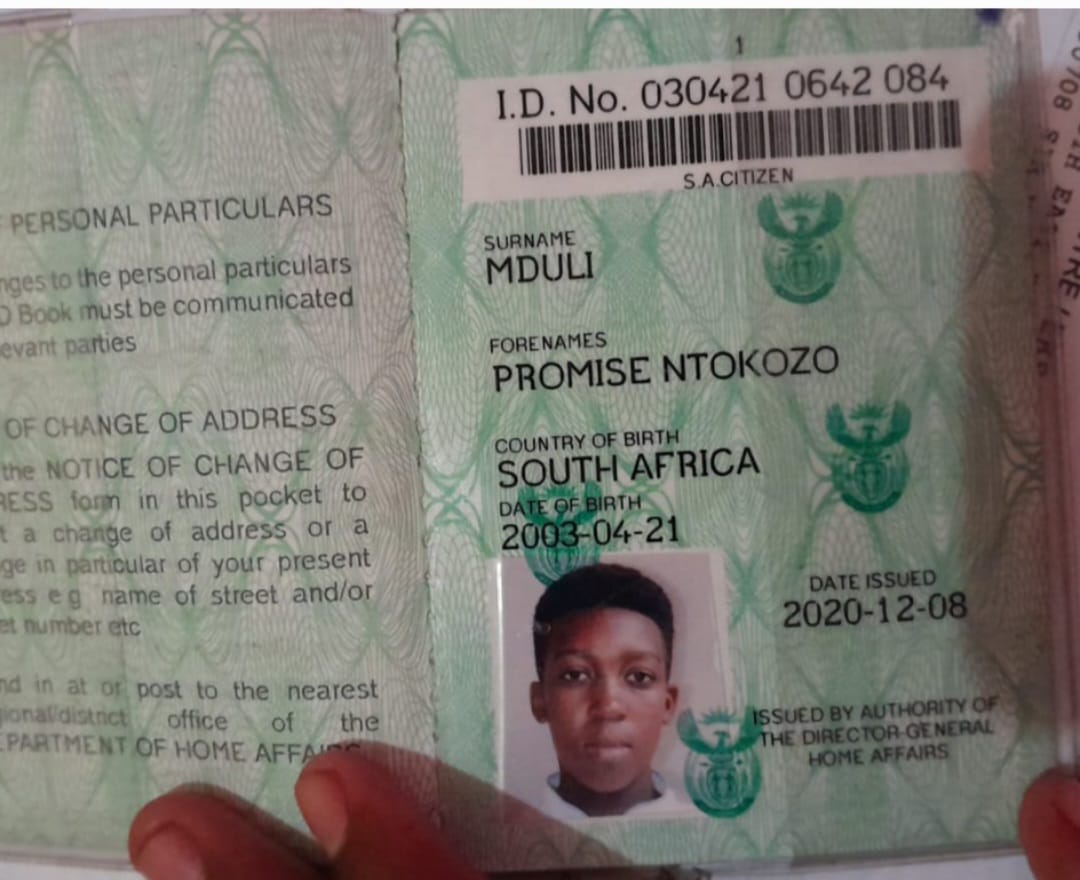 PERSONAL PARTICULARS
to the personal particulars
Book must be communicated
parties
OF CHANGE OF ADDRESS
the NOTICE OF CHANGE OF
form in this pocket to
a change of address or a
in particular of your present
e g name of street and/or
number etc
in at or post to the nearest
office of the
OF HOME
1
I.D. No. 030421 0642 084
S.A.CITIZEN
SURNAME
MDULI
FORENAMES
PROMISE NTOKOZO
COUNTRY OF BIRTH
SOUTH AFRICA
DATE OF BIRTH
2003-04-21
DATE ISSUED
2020-12-08
ISSUED BY AUTHORITY OF
THE DIRECTOR-GENERAL
HOME AFFAIRS